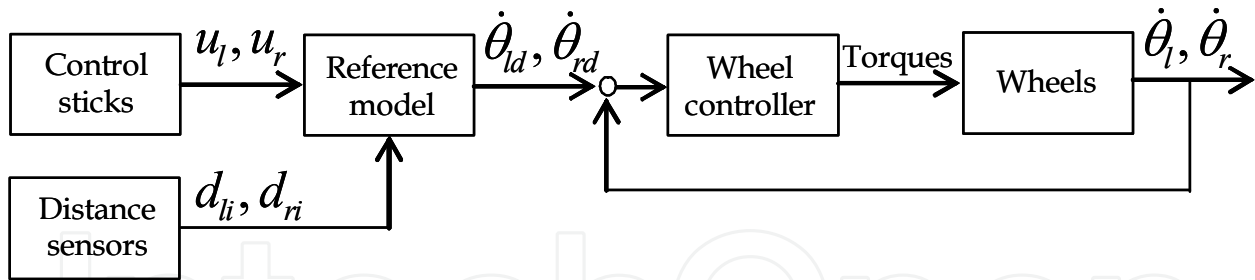 Control
sticks
u_l, u_r
Reference
model
θ̇_ld, θ̇_rd
Wheel
controller
Torques
Wheels
θ̇_l, θ̇_r
Distance
sensors
d_li, d_ri